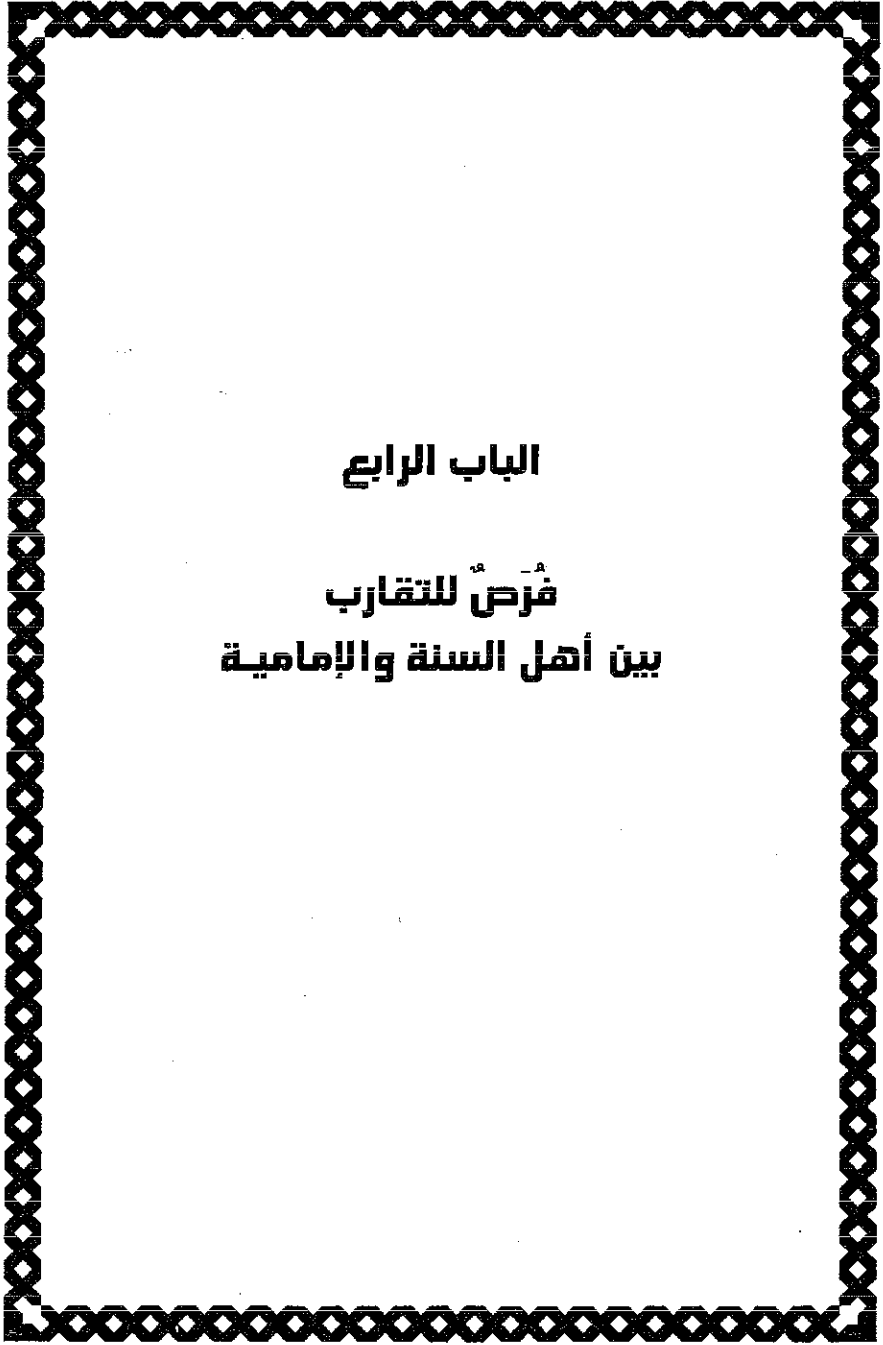 الباب الرابع
فُرَصٌ للتقارب
بين أهل السنة والإمامية